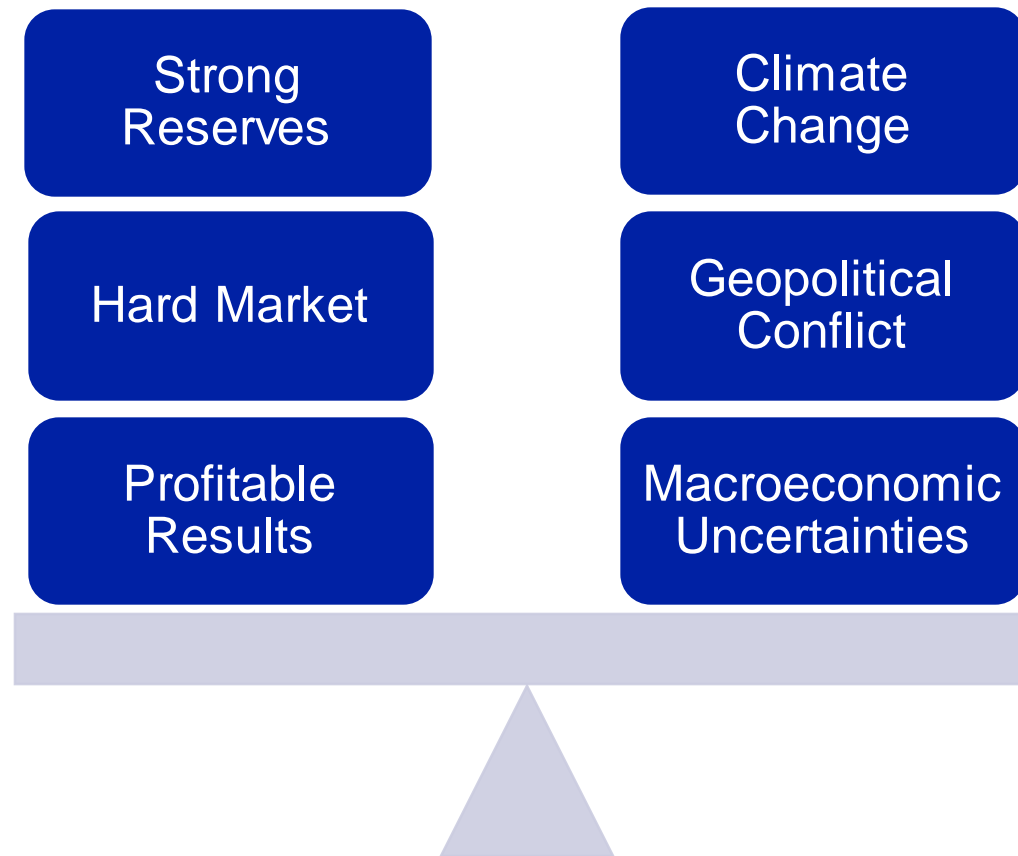 Strong
Reserves
Hard Market
Profitable
Results
Climate
Change
Geopolitical
Conflict
Macroeconomic
Uncertainties